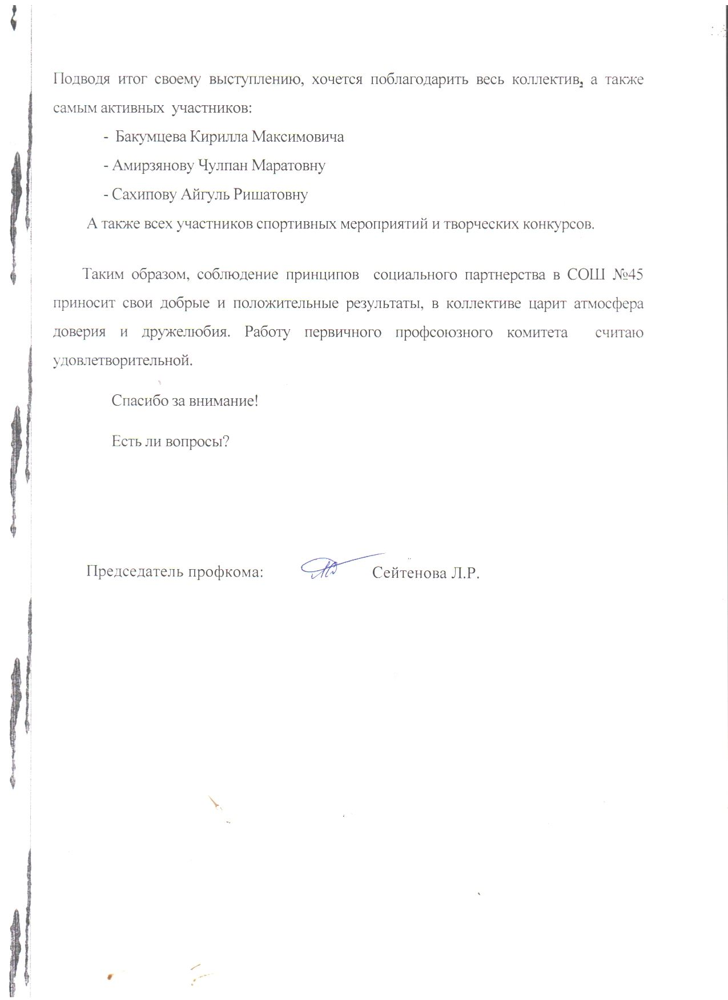 Подводя итог своему выступлению, хочется поблагодарить весь коллектив, а также
самым активных участников:
- Бакумцева Кирилла Максимовича
- Амирзянову Чулпан Маратовну
- Сахипову Айгуль Ришатовну
А также всех участников спортивных мероприятий и творческих конкурсов.
Таким образом, соблюдение принципов социального партнерства в СОШ №45
приносит свои добрые и положительные результаты, в коллективе царит атмосфера
доверия и дружелюбия. Работу первичного профсоюзного комитета считаю
удовлетворительной.
Спасибо за внимание!
Есть ли вопросы?
Председатель профкома: Сейтенова Л.Р.